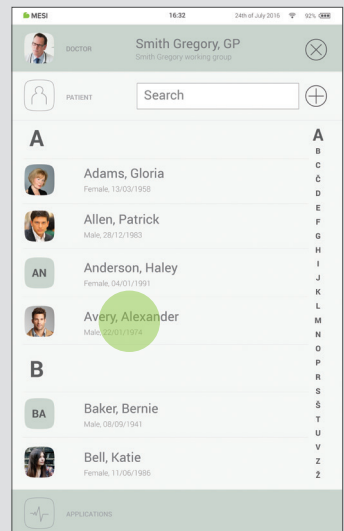 MESI 16:32 24th of July 2016 92%
DOCTOR Smith Gregory, GP
Smith Gregory working group
PATIENT Search
A
Adams, Gloria
Female, 13/03/1958
Allen, Patrick
Male, 28/12/1983
AN Anderson, Haley
Female, 04/01/1991
Avery, Alexander
Male, 22/01/1974
B
BA Baker, Bernie
Male, 08/09/1941
Bell, Katie
Female, 11/06/1986
A
B
C
Č
D
E
F
G
H
I
J
K
L
M
N
O
P
R
S
Š
T
U
V
Z
Ž
APPLICATIONS